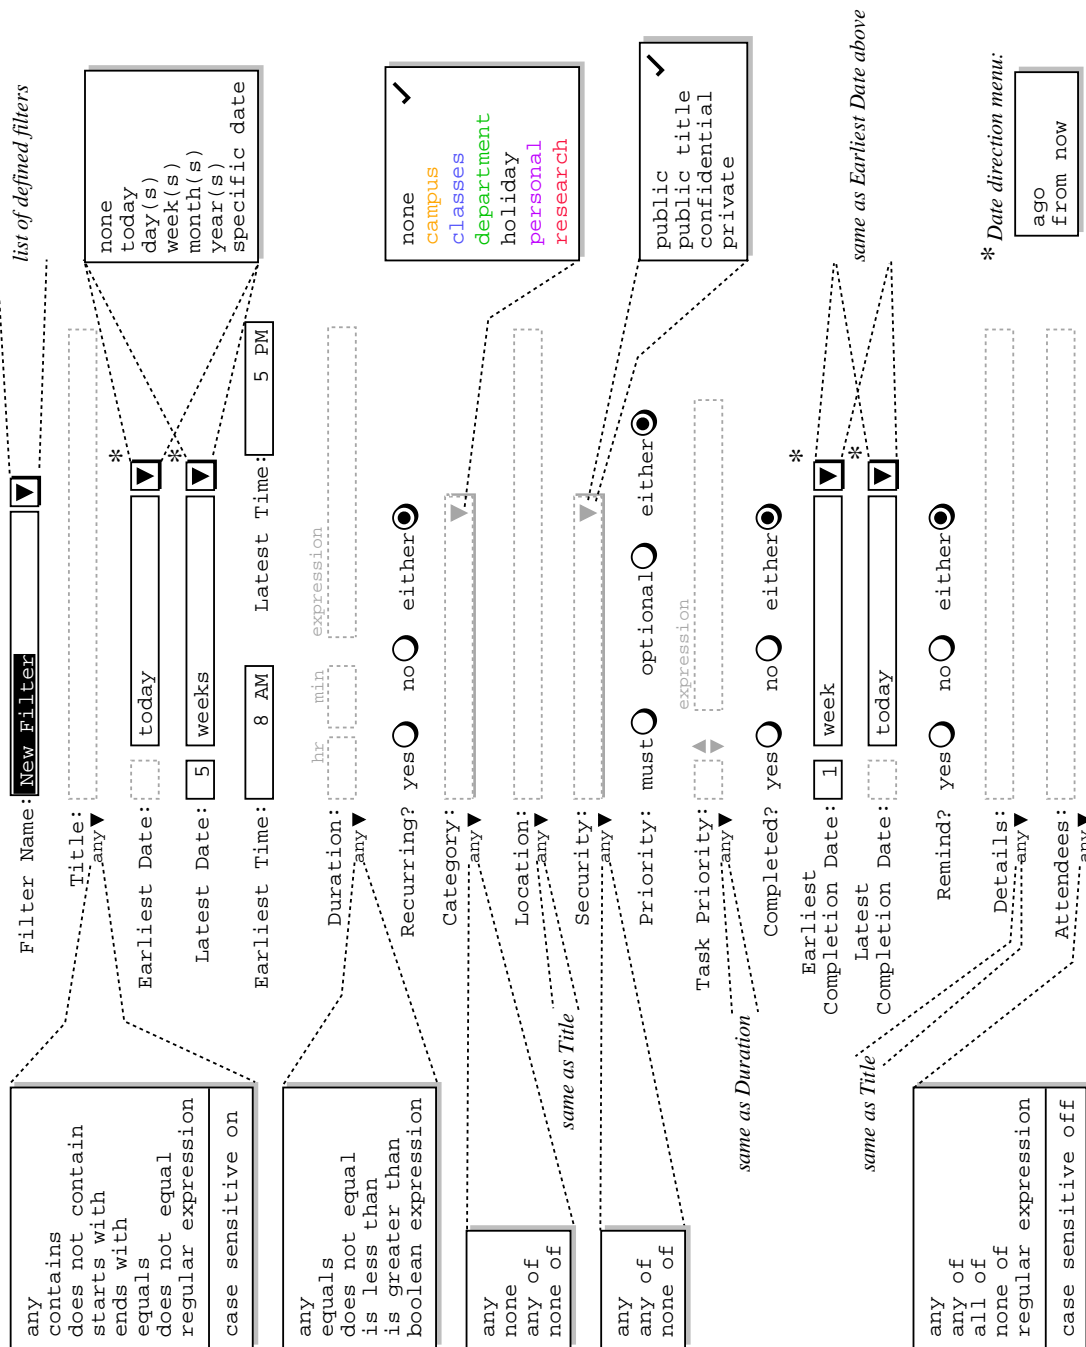 list of defined filters
Filter Name: New Filter
Title:
any
any
contains
does not contain
starts with
ends with
equals
does not equal
regular expression
case sensitive on
Earliest Date: today *
Latest Date: 5 weeks *
none
today
day(s)
week(s)
month(s)
year(s)
specific date
Earliest Time: 8 AM Latest Time: 5 PM
hr min expression
Duration:
any
any
equals
does not equal
is less than
is greater than
boolean expression
Recurring? yes no either
Category:
any
any
none
any of
none of
none
campus
classes
department
holiday
personal
research
Location:
any
same as Title
Security:
any
any
any of
none of
public
public title
confidential
private
Priority: must optional either
expression
Task Priority:
any
same as Duration
Completed? yes no either
Earliest
Completion Date: 1 week *
Latest
Completion Date: today *
same as Earliest Date above
Remind? yes no either
Details:
any
same as Title
Attendees:
any
any
any of
all of
none of
regular expression
case sensitive off
* Date direction menu:
ago
from now